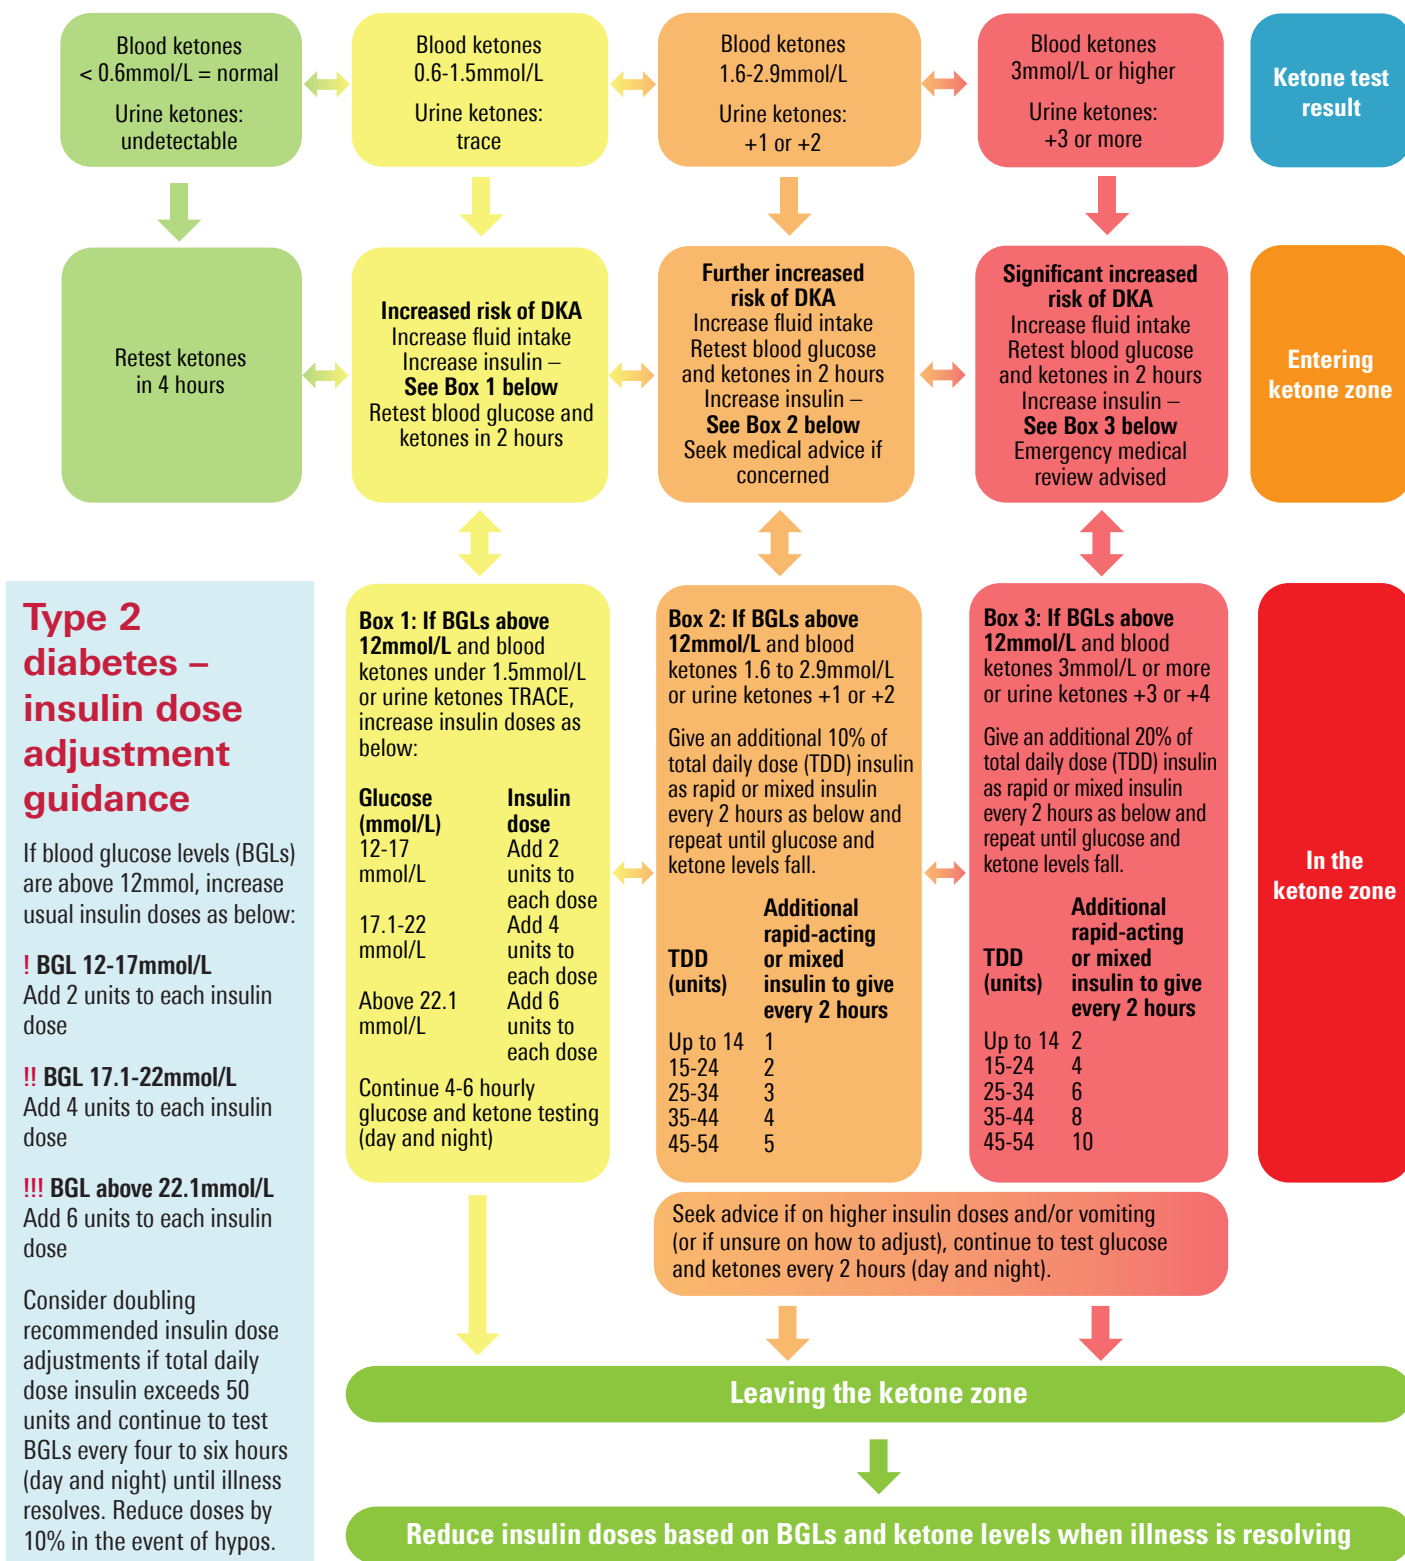 Blood ketones
< 0.6mmol/L = normal
Urine ketones:
undetectable
Blood ketones
0.6-1.5mmol/L
Urine ketones:
trace
Blood ketones
1.6-2.9mmol/L
Urine ketones:
+1 or +2
Blood ketones
3mmol/L or higher
Urine ketones:
+3 or more
Ketone test
result
Retest ketones
in 4 hours
Increased risk of DKA
Increase fluid intake
Increase insulin –
See Box 1 below
Retest blood glucose and
ketones in 2 hours
Further increased
risk of DKA
Increase fluid intake
Retest blood glucose
and ketones in 2 hours
Increase insulin –
See Box 2 below
Seek medical advice if
concerned
Significant increased
risk of DKA
Increase fluid intake
Retest blood glucose
and ketones in 2 hours
Increase insulin –
See Box 3 below
Emergency medical
review advised
Entering
ketone zone
Type 2
diabetes –
insulin dose
adjustment
guidance
If blood glucose levels (BGLs)
are above 12mmol, increase
usual insulin doses as below:
! BGL 12-17mmol/L
Add 2 units to each insulin
dose
!! BGL 17.1-22mmol/L
Add 4 units to each insulin
dose
!!! BGL above 22.1mmol/L
Add 6 units to each insulin
dose
Consider doubling
recommended insulin dose
adjustments if total daily
dose insulin exceeds 50
units and continue to test
BGLs every four to six hours
(day and night) until illness
resolves. Reduce doses by
10% in the event of hypos.
Box 1: If BGLs above
12mmol/L and blood
ketones under 1.5mmol/L
or urine ketones TRACE,
increase insulin doses as
below:
Glucose Insulin
(mmol/L) dose
12-17 Add 2
mmol/L units to
each dose
17.1-22 Add 4
mmol/L units to
each dose
Above 22.1 Add 6
mmol/L units to
each dose
Continue 4-6 hourly
glucose and ketone testing
(day and night)
Box 2: If BGLs above
12mmol/L and blood
ketones 1.6 to 2.9mmol/L
or urine ketones +1 or +2
Give an additional 10% of
total daily dose (TDD) insulin
as rapid or mixed insulin
every 2 hours as below and
repeat until glucose and
ketone levels fall.
Additional
rapid-acting
TDD or mixed
(units) insulin to give
every 2 hours
Up to 14 1
15-24 2
25-34 3
35-44 4
45-54 5
Box 3: If BGLs above
12mmol/L and blood
ketones 3mmol/L or more
or urine ketones +3 or +4
Give an additional 20% of
total daily dose (TDD) insulin
as rapid or mixed insulin
every 2 hours as below and
repeat until glucose and
ketone levels fall.
Additional
rapid-acting
TDD or mixed
(units) insulin to give
every 2 hours
Up to 14 2
15-24 4
25-34 6
35-44 8
45-54 10
In the
ketone zone
Seek advice if on higher insulin doses and/or vomiting
(or if unsure on how to adjust), continue to test glucose
and ketones every 2 hours (day and night).
Leaving the ketone zone
Reduce insulin doses based on BGLs and ketone levels when illness is resolving